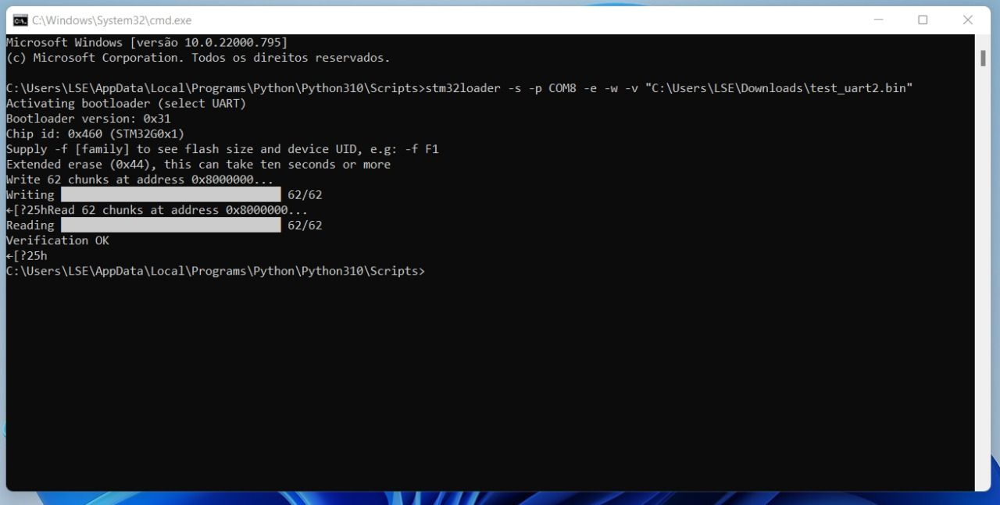 C:\Windows\System32\cmd.exe
Microsoft Windows [versão 10.0.22000.795]
(c) Microsoft Corporation. Todos os direitos reservados.
C:\Users\LSE\AppData\Local\Programs\Python\Python310\Scripts>stm32loader -s -p COM8 -e -w -v "C:\Users\LSE\Downloads\test_uart2.bin"
Activating bootloader (select UART)
Bootloader version: 0x31
Chip id: 0x460 (STM32G0x1)
Supply -f [family] to see flash size and device UID, e.g: -f F1
Extended erase (0x44), this can take ten seconds or more
Write 62 chunks at address 0x8000000...
Writing 62/62
←[?25hRead 62 chunks at address 0x8000000...
Reading 62/62
Verification OK
←[?25h
C:\Users\LSE\AppData\Local\Programs\Python\Python310\Scripts>